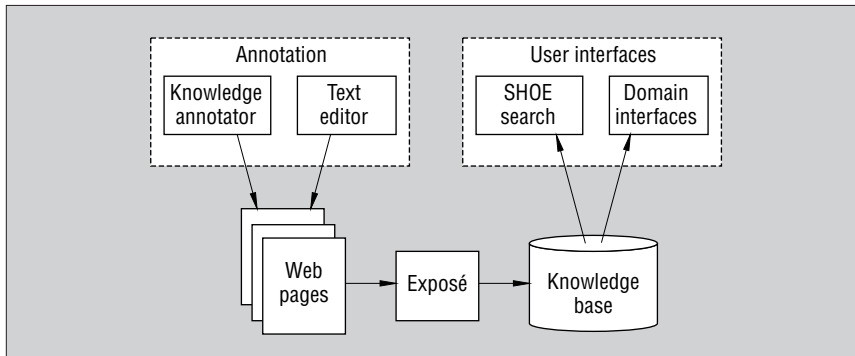 Annotation
Knowledge
annotator
Text
editor
User interfaces
SHOE
search
Domain
interfaces
Web
pages
Exposé
Knowledge
base